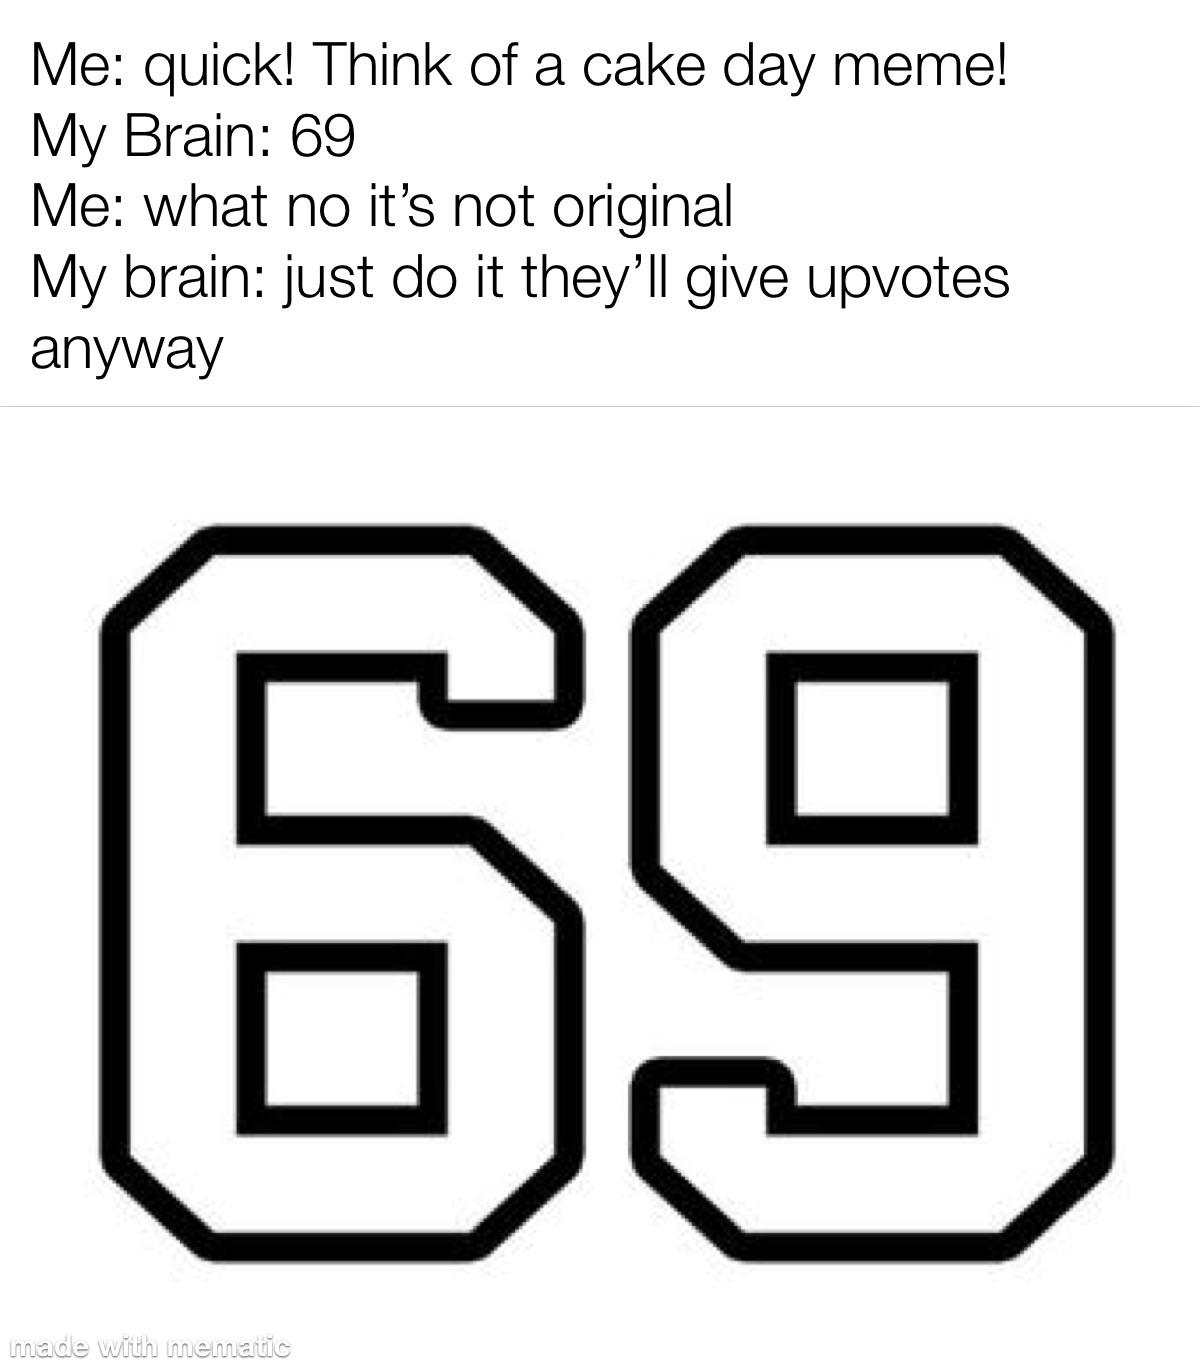 Me: quick! Think of a cake day meme!
My Brain: 69
Me: what no it’s not original
My brain: just do it they’ll give upvotes
anyway
69
made with mematic